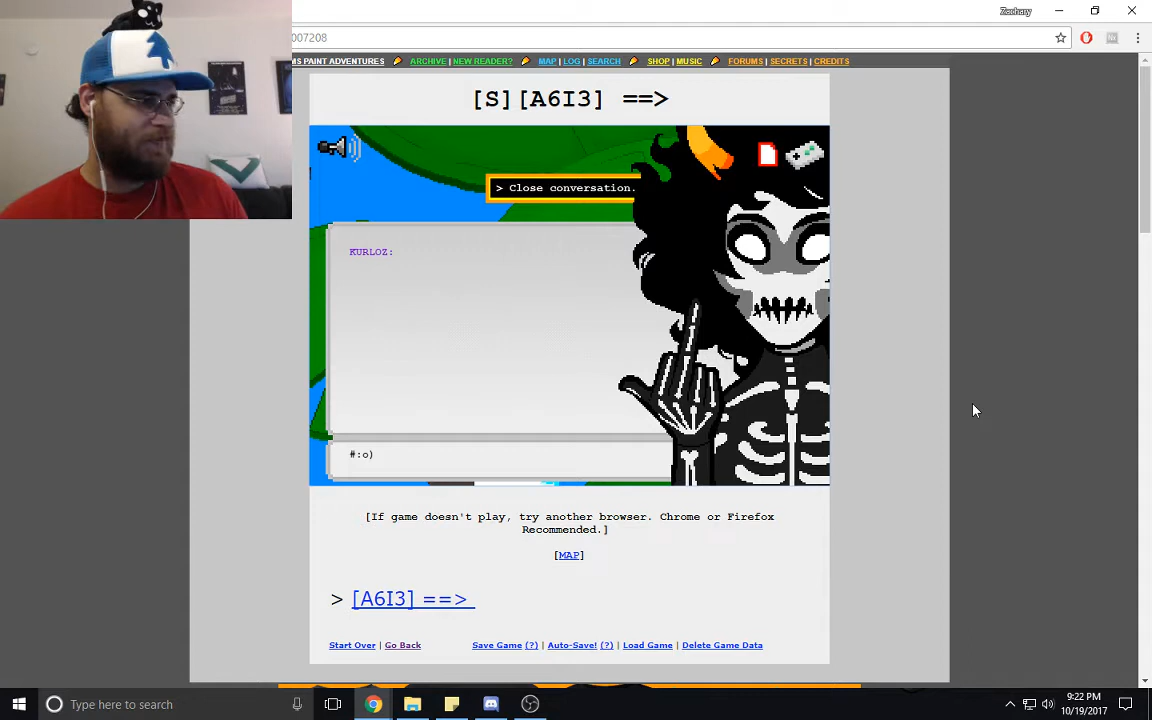 Zachary
007208
MS PAINT ADVENTURES ARCHIVE | NEW READER? MAP | LOG | SEARCH SHOP | MUSIC FORUMS | SECRETS | CREDITS
[S][A6I3] ==>
> Close conversation.
KURLOZ:
#:o)
[If game doesn't play, try another browser. Chrome or Firefox
Recommended.]
[MAP]
> [A6I3] ==>
Start Over | Go Back Save Game (?) | Auto-Save! (?) | Load Game | Delete Game Data
Type here to search
9:22 PM
10/19/2017